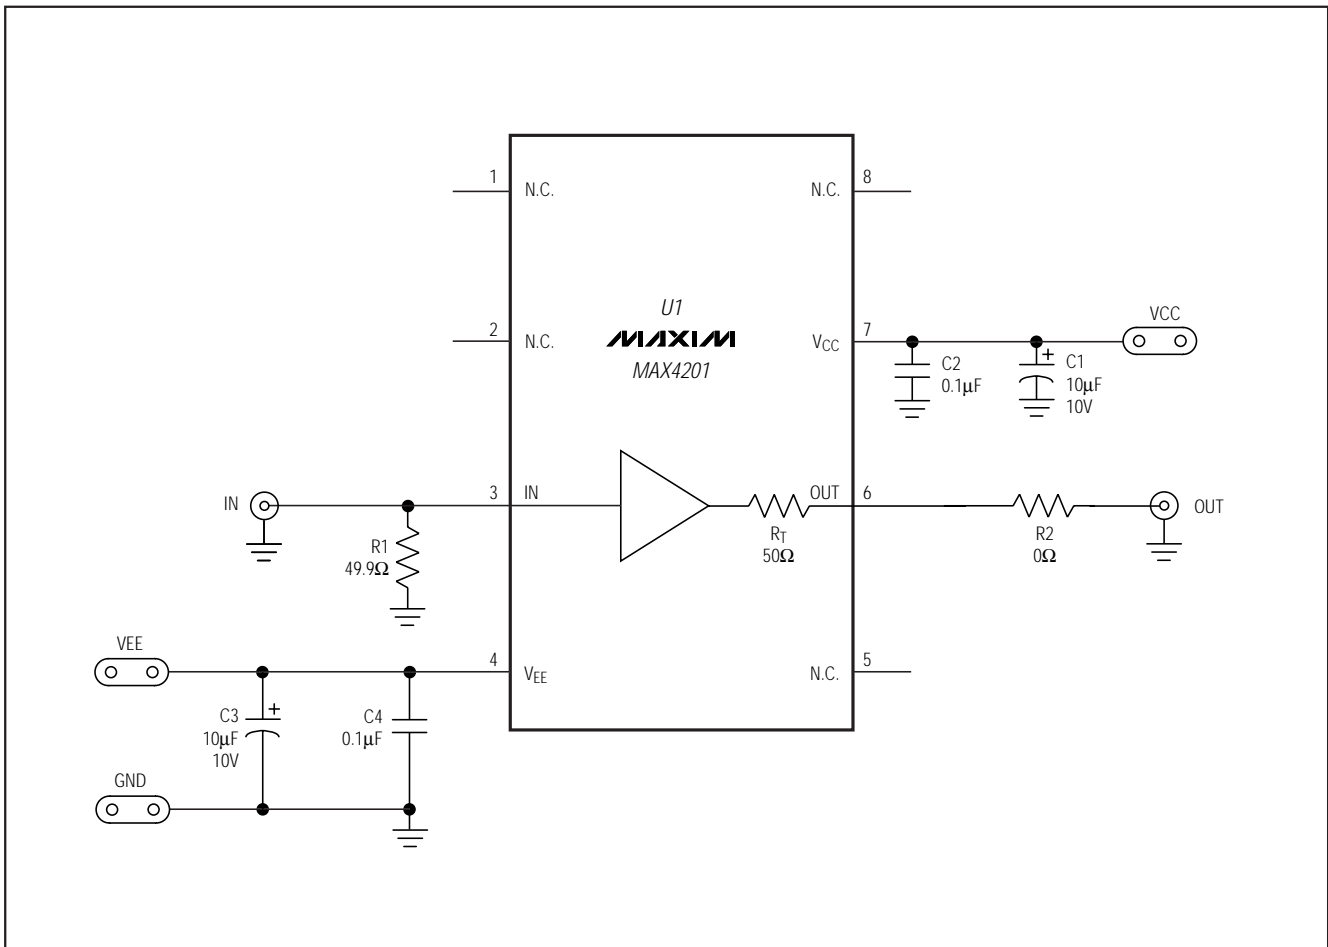 1
N.C.
N.C.
8
U1
MAXIM
MAX4201
2
N.C.
VCC
7
VCC
C2
0.1μF
+
C1
10μF
10V
IN
3
IN
OUT
6
OUT
R1
49.9Ω
RT
50Ω
R2
0Ω
VEE
4
VEE
N.C.
5
C3
10μF
10V
+
C4
0.1μF
GND